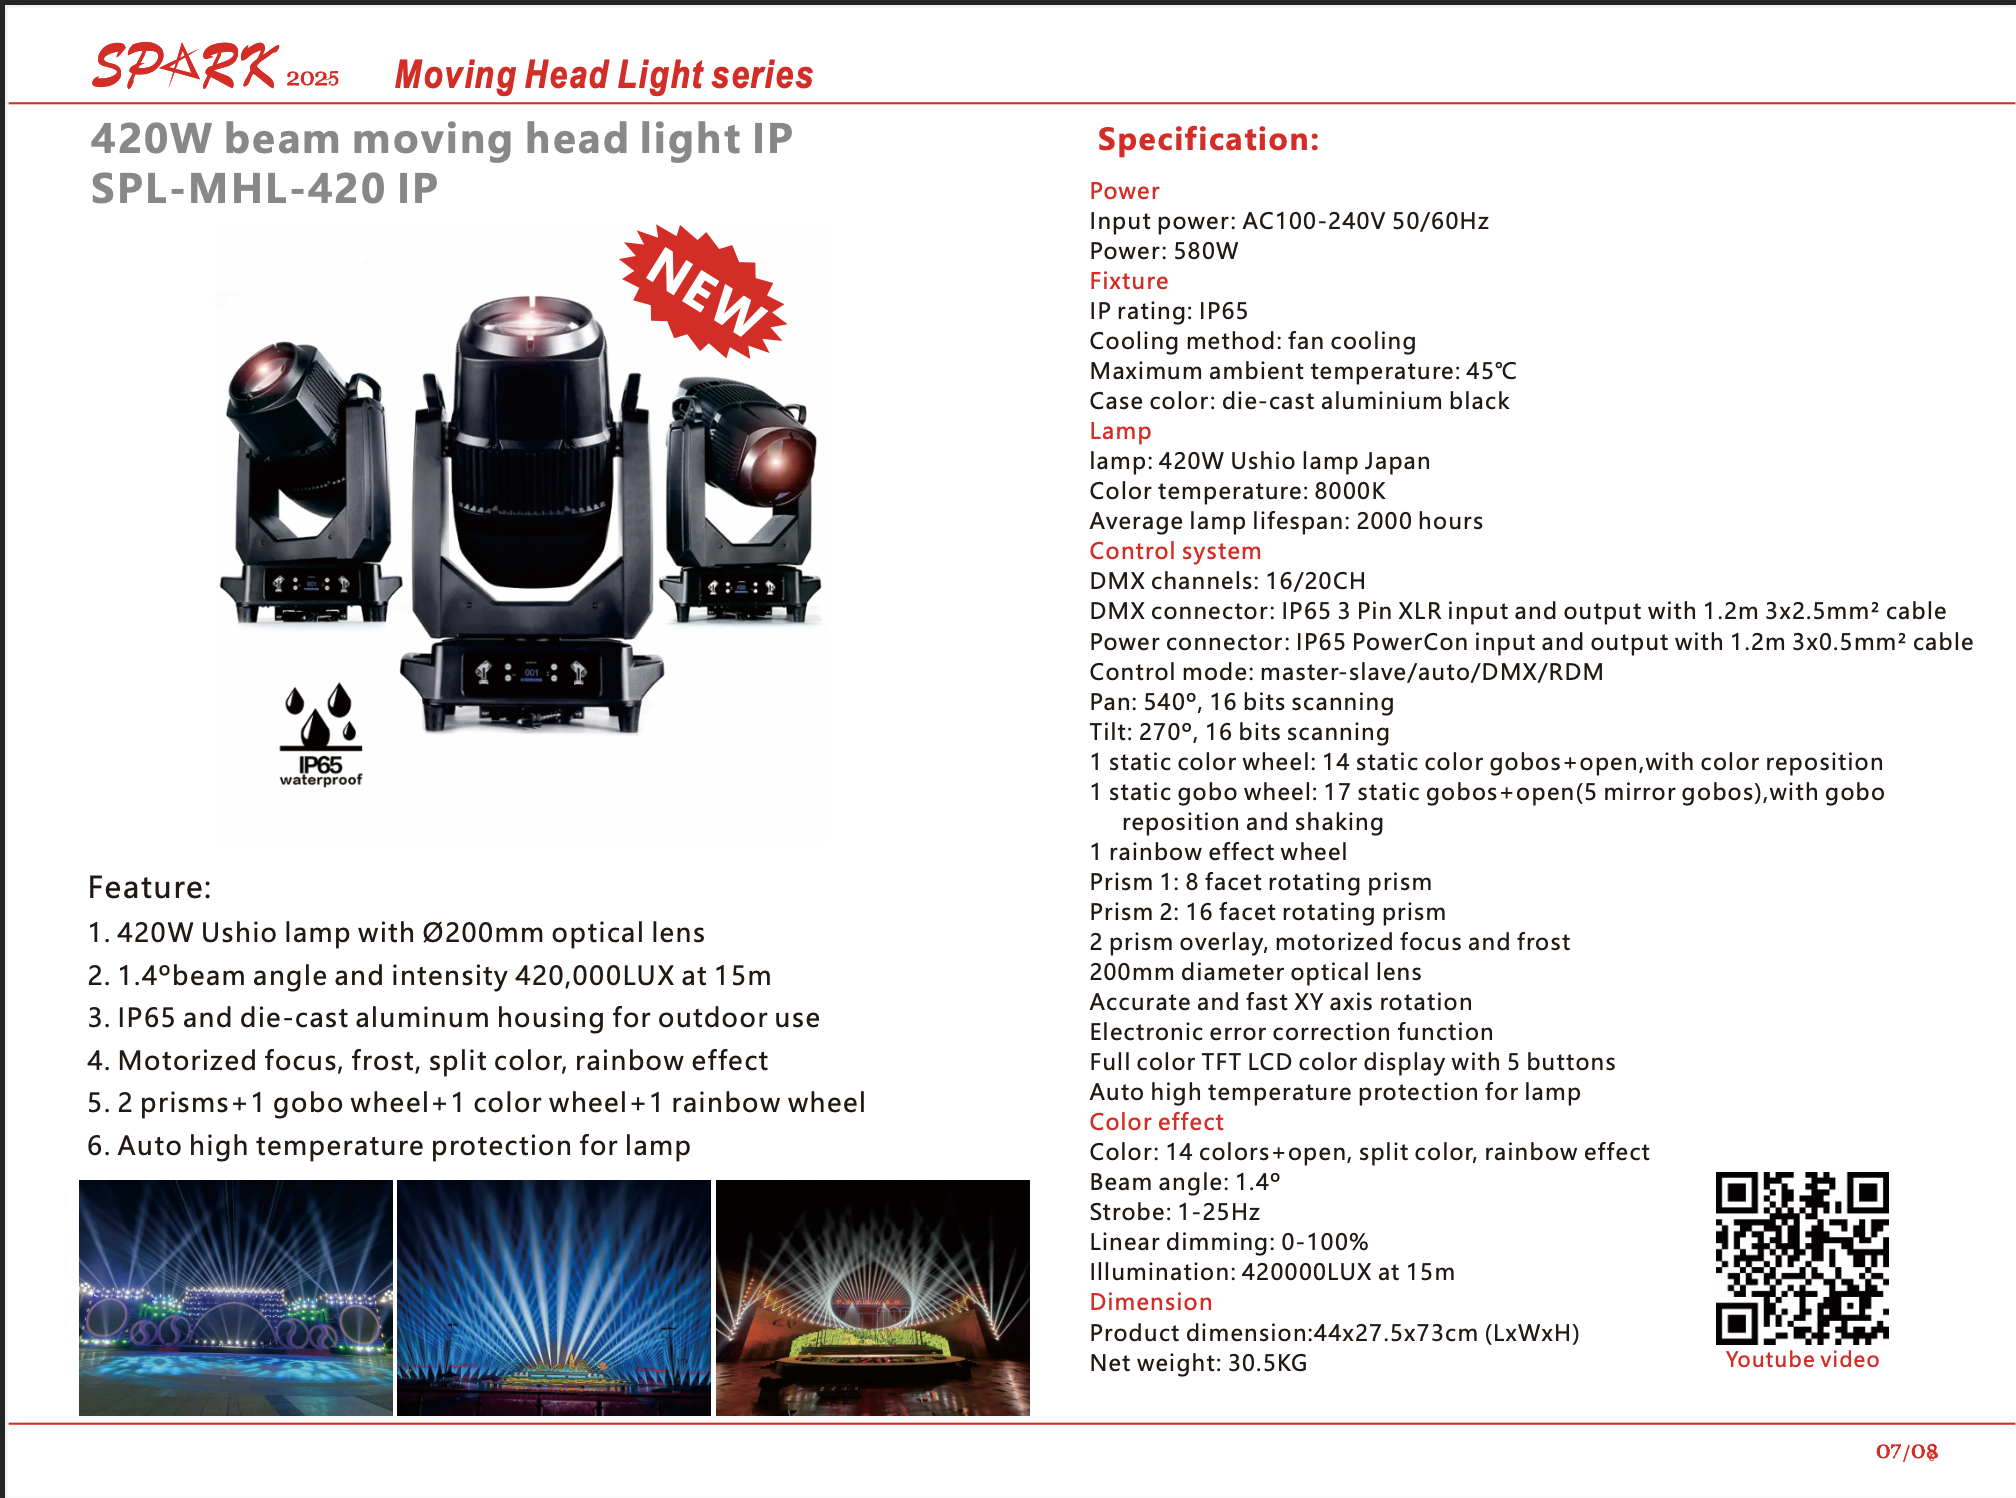 SPARK 2025
Moving Head Light series
420W beam moving head light IP
SPL-MHL-420 IP
NEW
001
IP65
waterproof
Feature:
1. 420W Ushio lamp with Ø200mm optical lens
2. 1.4ºbeam angle and intensity 420,000LUX at 15m
3. IP65 and die-cast aluminum housing for outdoor use
4. Motorized focus, frost, split color, rainbow effect
5. 2 prisms+1 gobo wheel+1 color wheel+1 rainbow wheel
6. Auto high temperature protection for lamp
Specification:
Power
Input power: AC100-240V 50/60Hz
Power: 580W
Fixture
IP rating: IP65
Cooling method: fan cooling
Maximum ambient temperature: 45℃
Case color: die-cast aluminium black
Lamp
lamp: 420W Ushio lamp Japan
Color temperature: 8000K
Average lamp lifespan: 2000 hours
Control system
DMX channels: 16/20CH
DMX connector: IP65 3 Pin XLR input and output with 1.2m 3x2.5mm² cable
Power connector: IP65 PowerCon input and output with 1.2m 3x0.5mm² cable
Control mode: master-slave/auto/DMX/RDM
Pan: 540º, 16 bits scanning
Tilt: 270º, 16 bits scanning
1 static color wheel: 14 static color gobos+open,with color reposition
1 static gobo wheel: 17 static gobos+open(5 mirror gobos),with gobo
reposition and shaking
1 rainbow effect wheel
Prism 1: 8 facet rotating prism
Prism 2: 16 facet rotating prism
2 prism overlay, motorized focus and frost
200mm diameter optical lens
Accurate and fast XY axis rotation
Electronic error correction function
Full color TFT LCD color display with 5 buttons
Auto high temperature protection for lamp
Color effect
Color: 14 colors+open, split color, rainbow effect
Beam angle: 1.4º
Strobe: 1-25Hz
Linear dimming: 0-100%
Illumination: 420000LUX at 15m
Dimension
Product dimension:44x27.5x73cm (LxWxH)
Net weight: 30.5KG
Youtube video
07/08